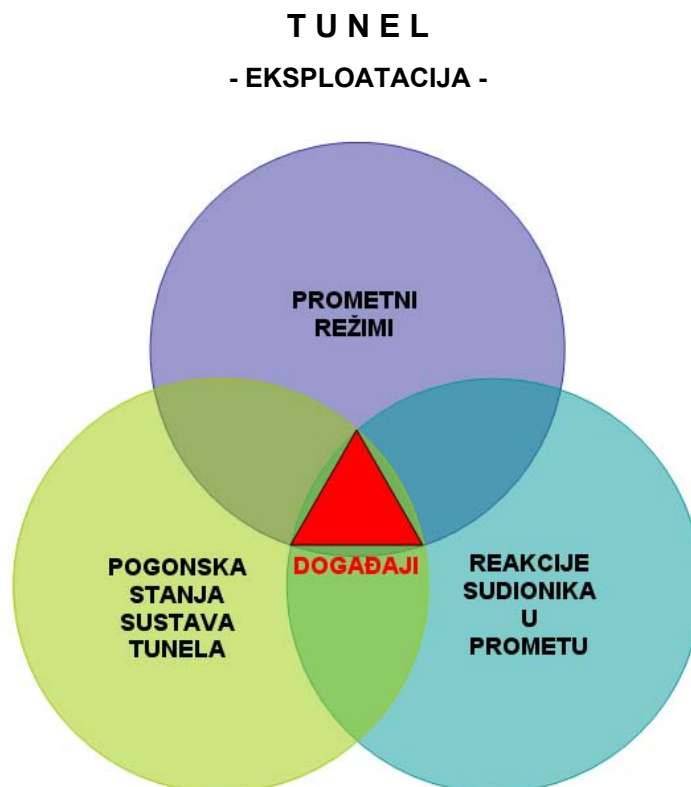 T U N E L
- EKSPLOATACIJA -
PROMETNI
REŽIMI
POGONSKA
STANJA
SUSTAVA
TUNELA
DOGAĐAJI
REAKCIJE
SUDIONIKA
U
PROMETU